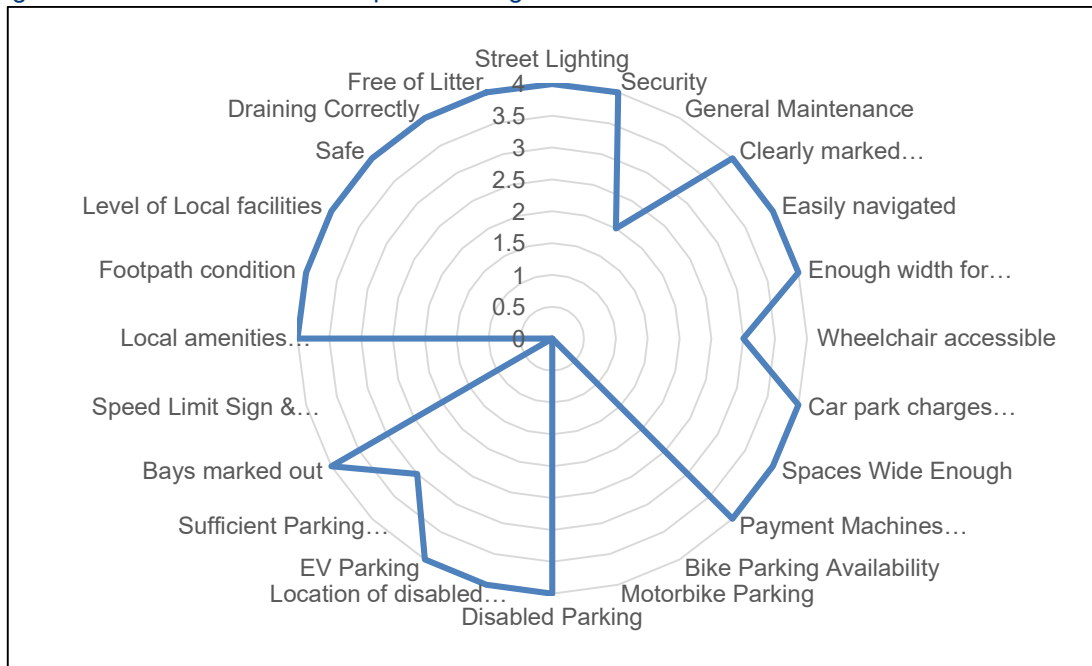 Street Lighting
Security
General Maintenance
Clearly marked…
Easily navigated
Enough width for…
Wheelchair accessible
Car park charges…
Spaces Wide Enough
Payment Machines…
Bike Parking Availability
Motorbike Parking
Disabled Parking
Location of disabled…
EV Parking
Sufficient Parking…
Bays marked out
Speed Limit Sign &…
Local amenities…
Footpath condition
Level of Local facilities
Safe
Draining Correctly
Free of Litter
4
3.5
3
2.5
2
1.5
1
0.5
0